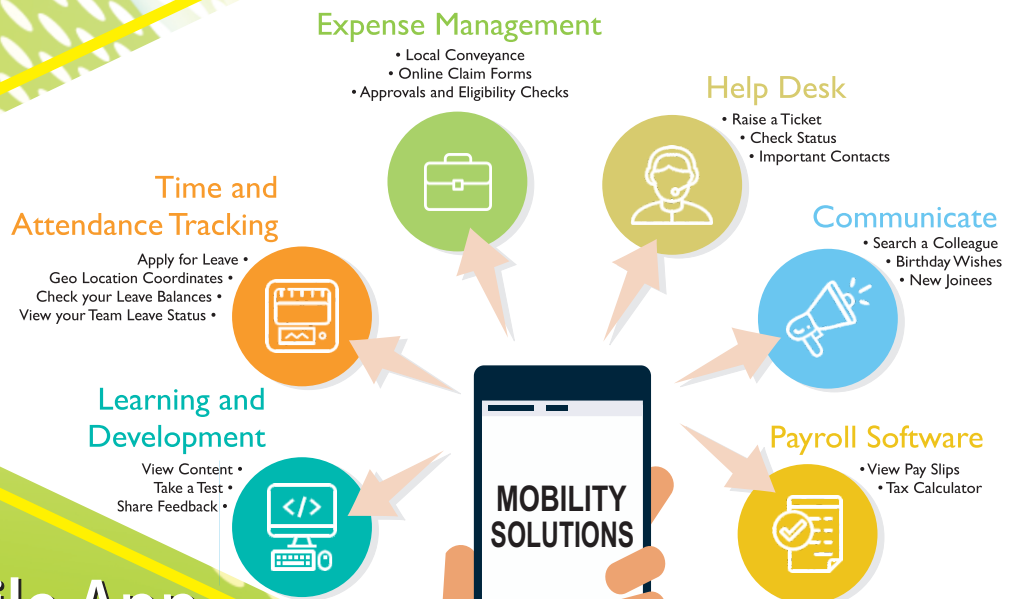 Expense Management
• Local Conveyance
• Online Claim Forms
• Approvals and Eligibility Checks
Help Desk
• Raise a Ticket
• Check Status
• Important Contacts
Time and
Attendance Tracking
Apply for Leave •
Geo Location Coordinates •
Check your Leave Balances •
View your Team Leave Status •
Communicate
• Search a Colleague
• Birthday Wishes
• New Joinees
Learning and
Development
View Content •
Take a Test •
Share Feedback •
Payroll Software
• View Pay Slips
• Tax Calculator
MOBILITY
SOLUTIONS